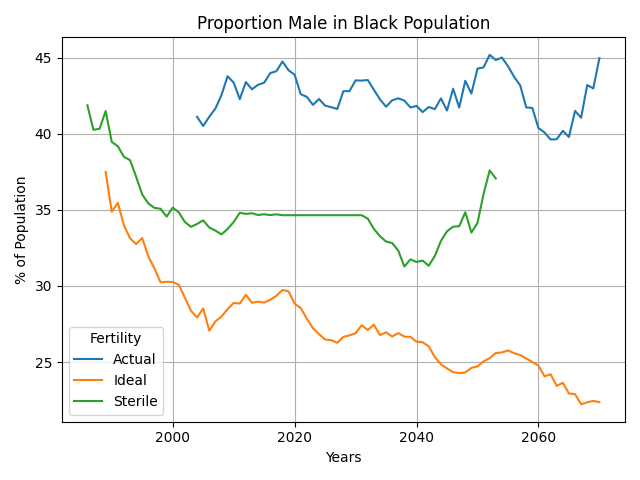 Proportion Male in Black Population
% of Population
45
40
35
30
25
Fertility
Actual
Ideal
Sterile
2000
2020
2040
2060
Years